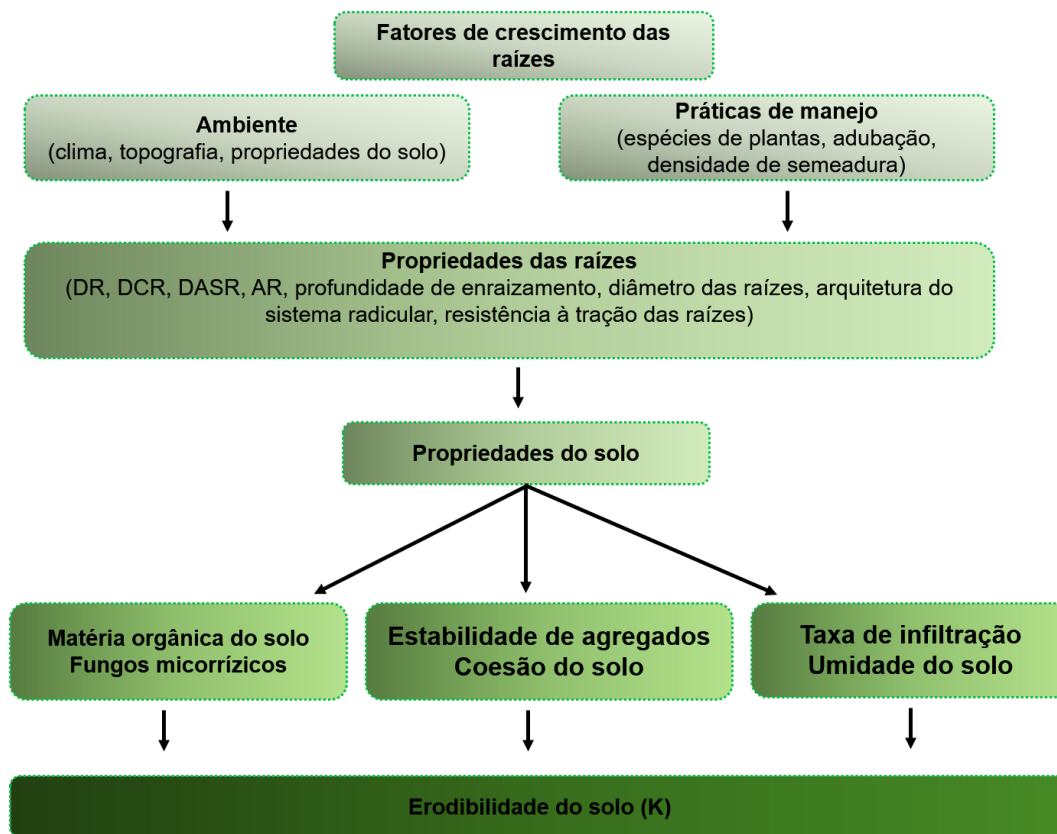 Fatores de crescimento das
raízes
Ambiente
(clima, topografia, propriedades do solo)
Práticas de manejo
(espécies de plantas, adubação,
densidade de semeadura)
Propriedades das raízes
(DR, DCR, DASR, AR, profundidade de enraizamento, diâmetro das raízes, arquitetura do
sistema radicular, resistência à tração das raízes)
Propriedades do solo
Matéria orgânica do solo
Fungos micorrízicos
Estabilidade de agregados
Coesão do solo
Taxa de infiltração
Umidade do solo
Erodibilidade do solo (K)